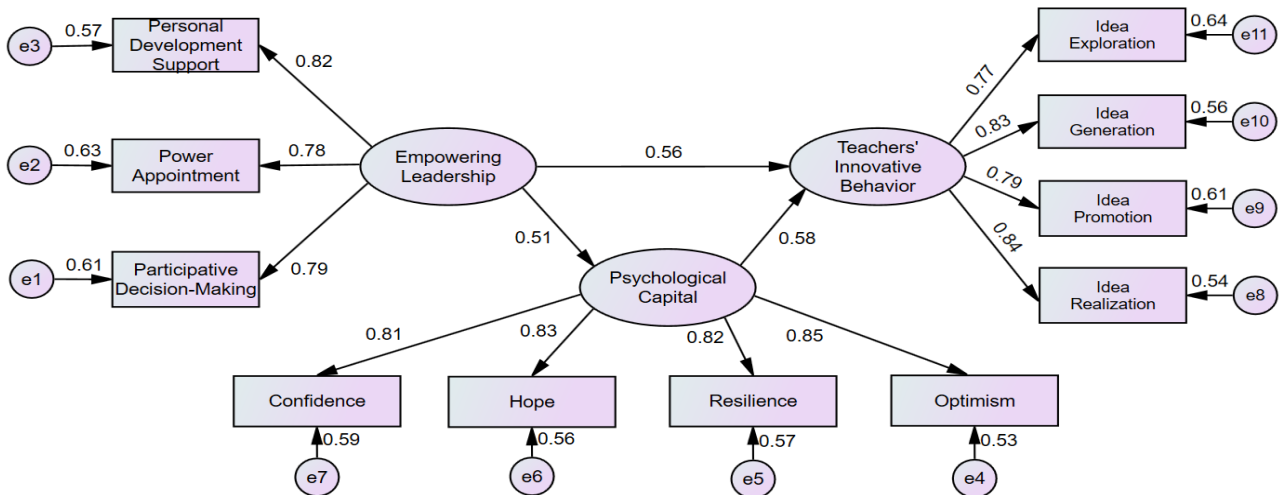 0.57
Personal
Development
Support
e3
0.82
0.63
Power
Appointment
e2
0.78
0.61
Participative
Decision-Making
e1
0.79
Empowering
Leadership
0.56
0.51
Teachers'
Innovative
Behavior
0.58
Psychological
Capital
0.77
Idea
Exploration
0.64
e11
0.83
Idea
Generation
0.56
e10
0.79
Idea
Promotion
0.61
e9
0.84
Idea
Realization
0.54
e8
0.81
0.83
0.82
0.85
Confidence
Hope
Resilience
Optimism
0.59
0.56
0.57
0.53
e7
e6
e5
e4